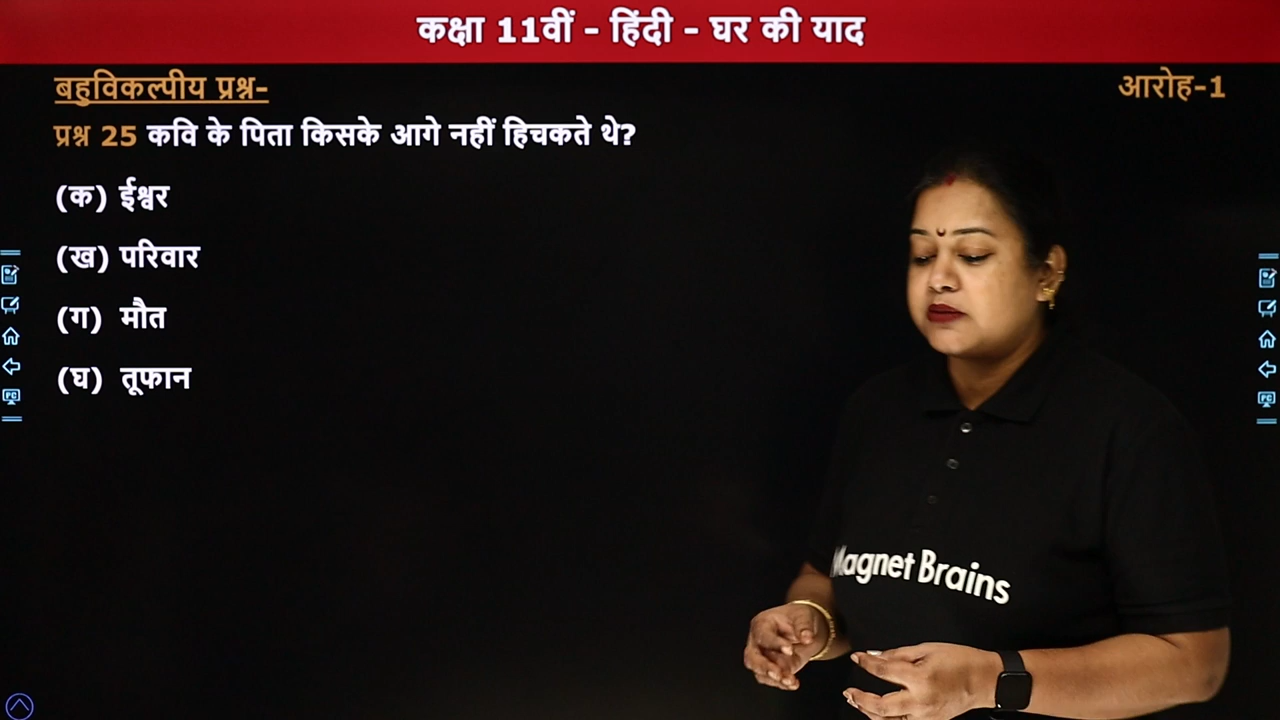 कक्षा 11वीं - हिंदी - घर की याद
बहुविकल्पीय प्रश्न-
आरोह-1
प्रश्न 25 कवि के पिता किसके आगे नहीं हिचकते थे?
(क) ईश्वर
(ख) परिवार
(ग) मौत
(घ) तूफान
Magnet Brains